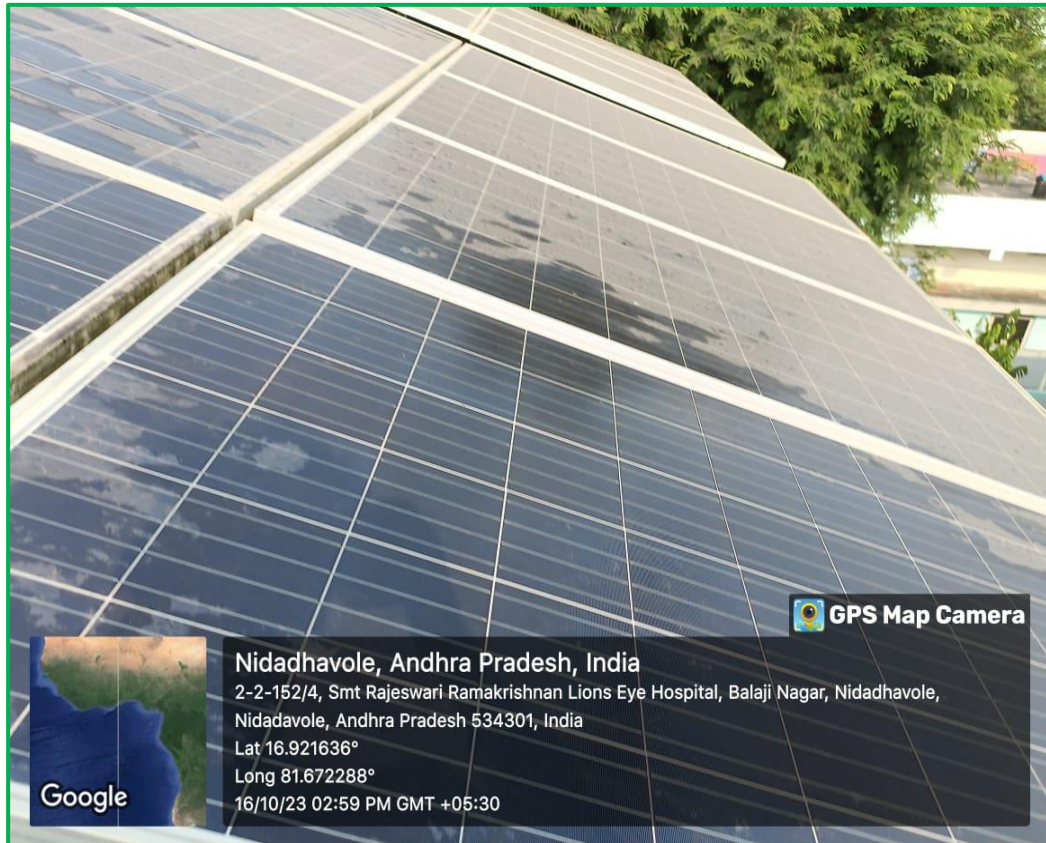 GPS Map Camera
Nidadhavole, Andhra Pradesh, India
2-2-152/4, Smt Rajeswari Ramakrishnan Lions Eye Hospital, Balaji Nagar, Nidadhavole,
Nidadavole, Andhra Pradesh 534301, India
Lat 16.921636°
Long 81.672288°
16/10/23 02:59 PM GMT +05:30
Google